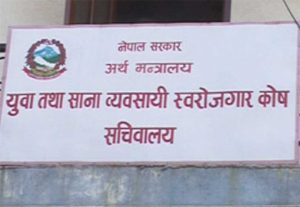 नेपाल सरकार
अर्थ मन्त्रालय
युवा तथा साना व्यवसायी स्वरोजगार कोष
सचिवालय